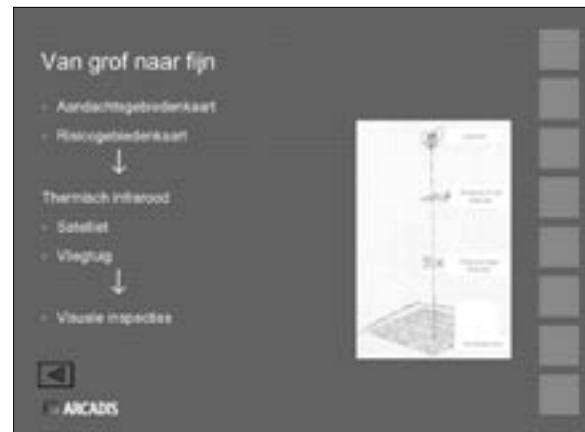 Van grof naar fijn
- Aandachtsgebiedenkaart
- Risicogebiedenkaart
↓
Thermisch infrarood
- Satelliet
- Vliegtuig
↓
- Visuele inspecties
ARCADIS